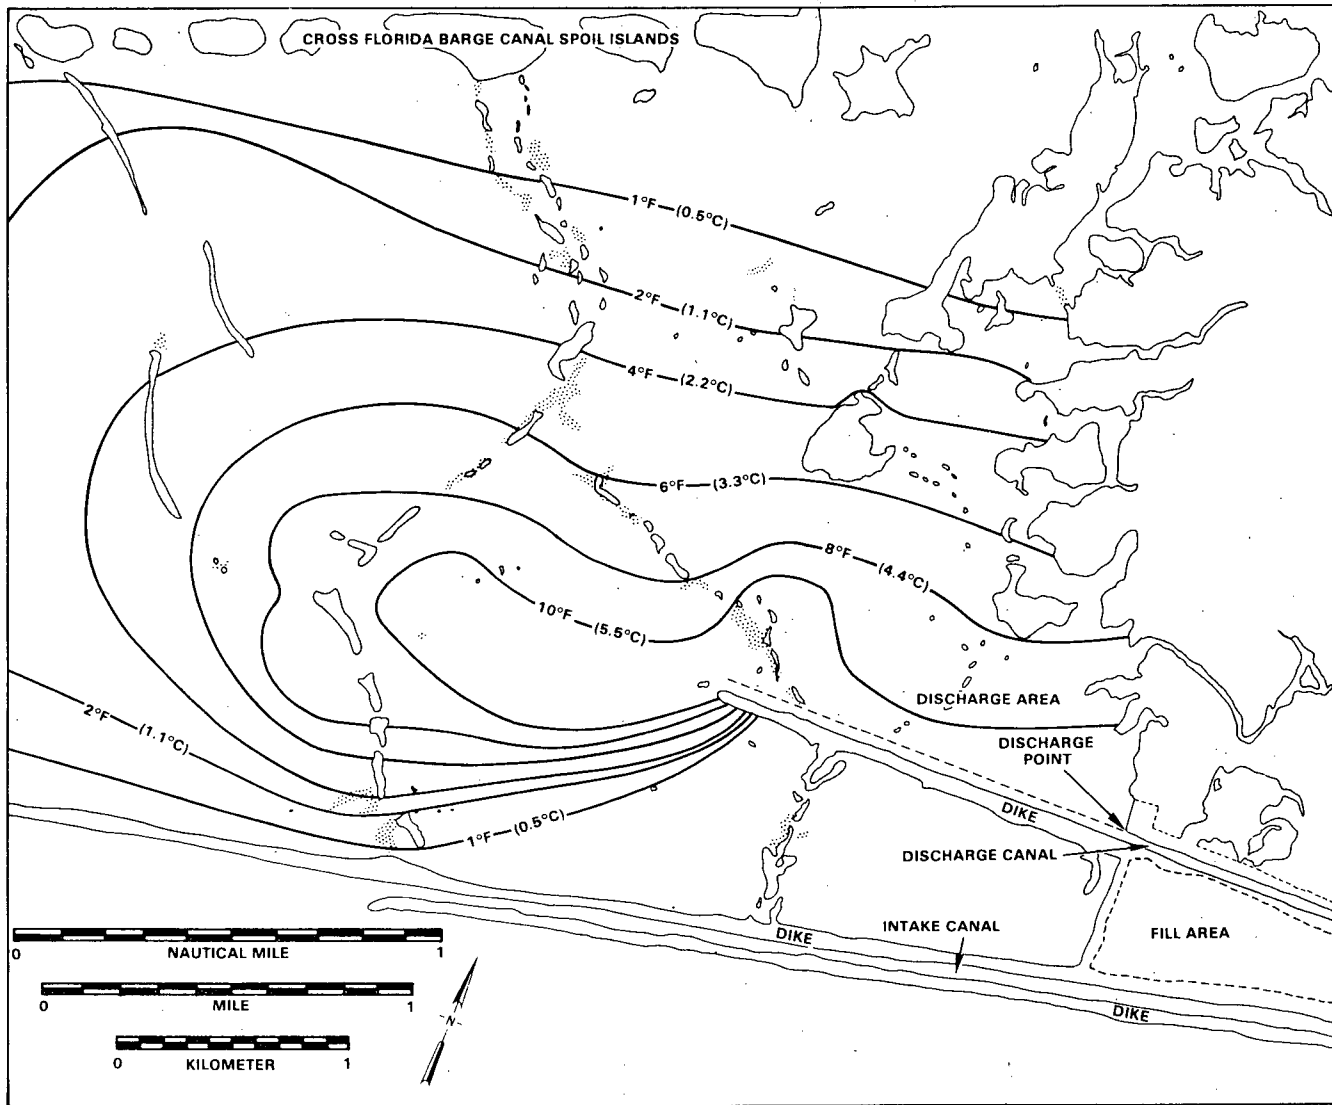 CROSS FLORIDA BARGE CANAL SPOIL ISLANDS
1°F — (0.5°C)
2°F — (1.1°C)
4°F — (2.2°C)
6°F — (3.3°C)
8°F — (4.4°C)
10°F — (5.5°C)
DISCHARGE AREA
2°F — (1.1°C)
DISCHARGE
POINT
DIKE
1°F — (0.5°C)
DISCHARGE CANAL
INTAKE CANAL
FILL AREA
DIKE
0 1
NAUTICAL MILE
0 1
MILE
DIKE
N
0 1
KILOMETER